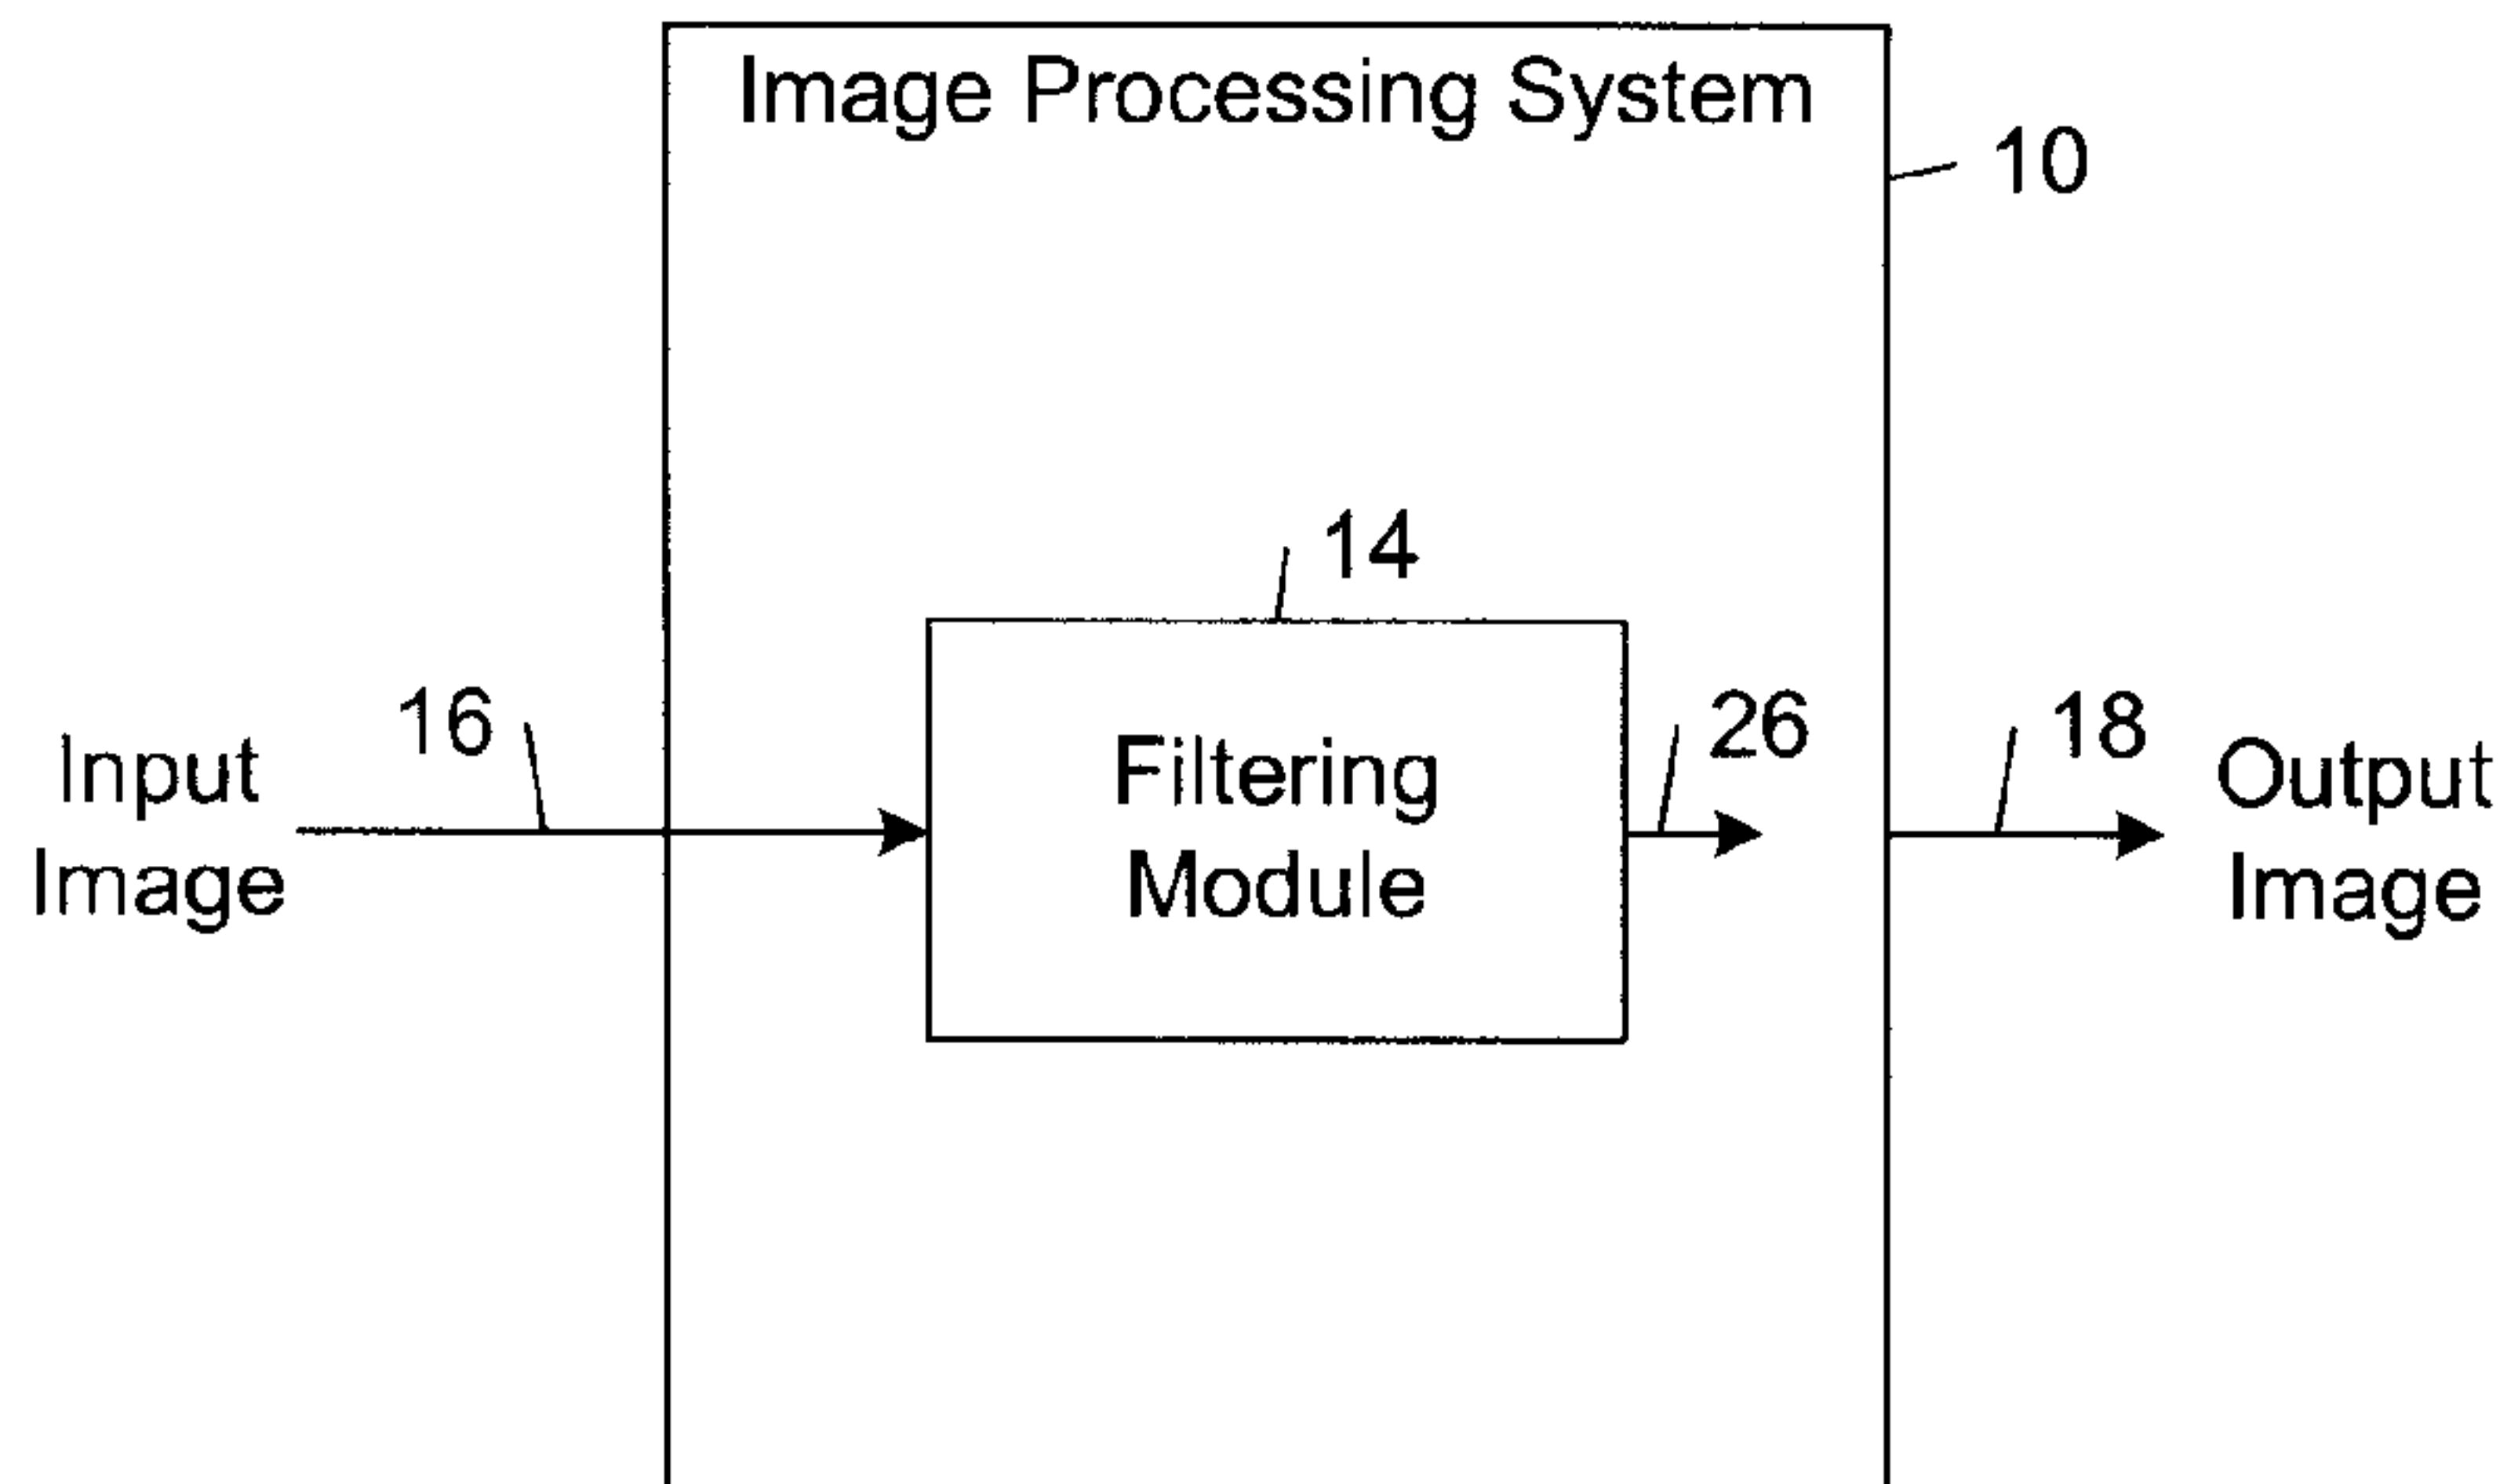 Image Processing System
10
14
16
Input
Image
Filtering
Module
26
18
Output
Image